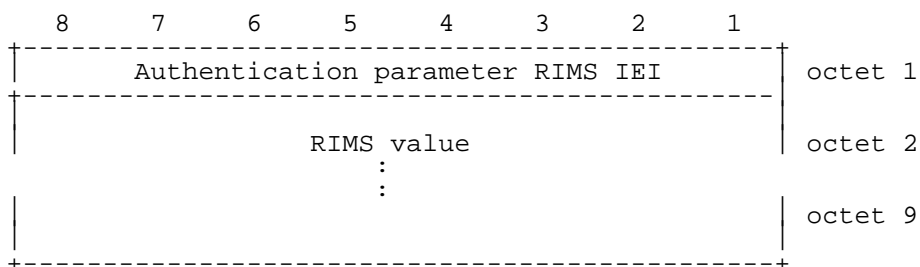 8 7 6 5 4 3 2 1
Authentication parameter RIMS IEI octet 1
RIMS value octet 2
:
:
octet 9